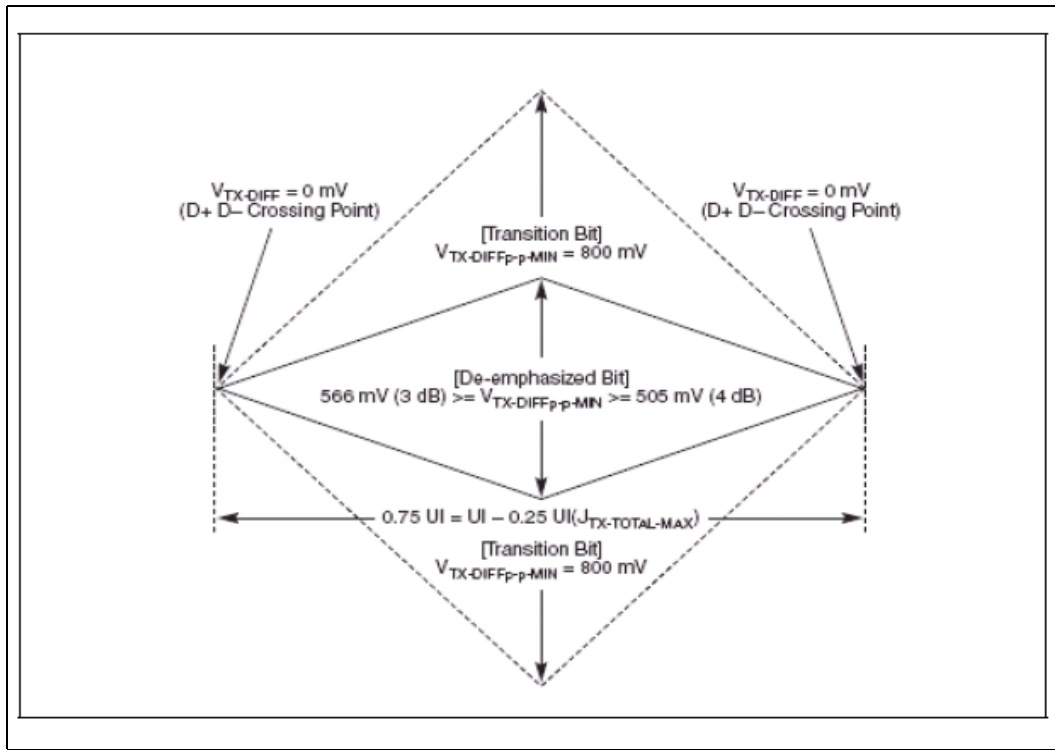 V_TX-DIFF = 0 mV
(D+ D– Crossing Point)
V_TX-DIFF = 0 mV
(D+ D– Crossing Point)
[Transition Bit]
V_TX-DIFFp-p-MIN = 800 mV
[De-emphasized Bit]
566 mV (3 dB) >= V_TX-DIFFp-p-MIN >= 505 mV (4 dB)
0.75 UI = UI – 0.25 UI(J_TX-TOTAL-MAX)
[Transition Bit]
V_TX-DIFFp-p-MIN = 800 mV